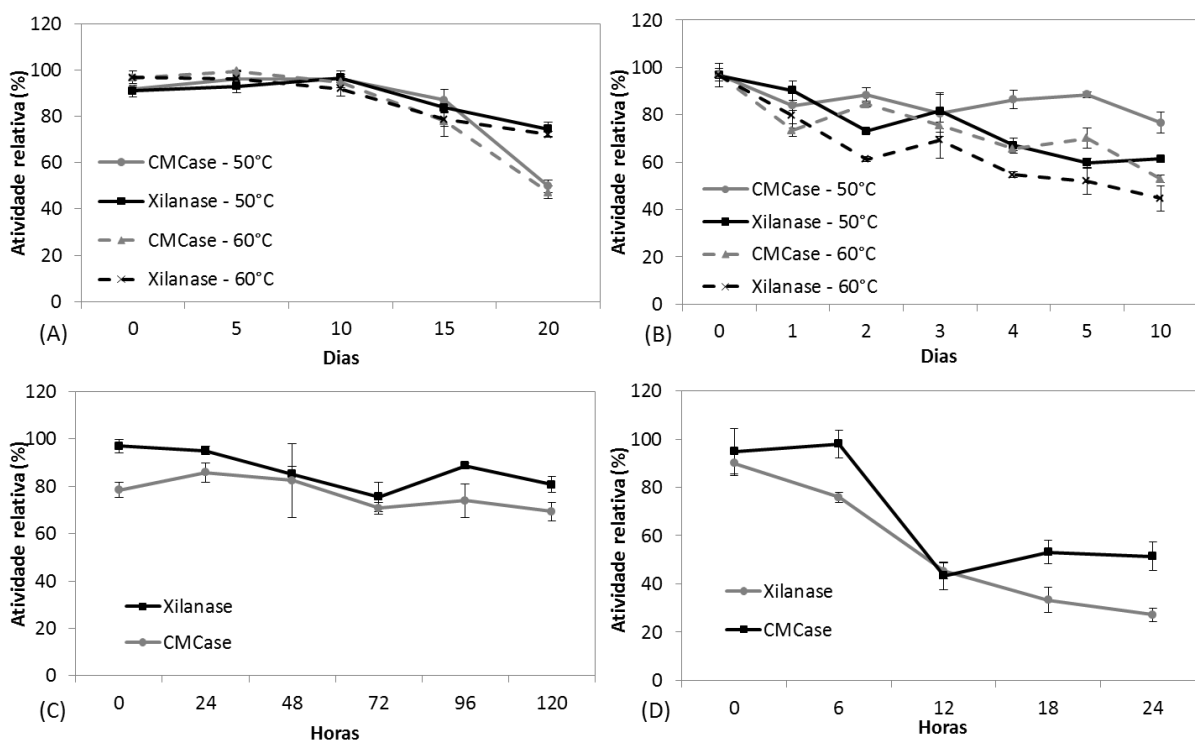 120
100
80
60
40
20
0
Atividade relativa (%)
CMCase - 50°C
Xilanase - 50°C
CMCase - 60°C
Xilanase - 60°C
0 5 10 15 20
(A)
Dias
120
100
80
60
40
20
0
Atividade relativa (%)
CMCase - 50°C
Xilanase - 50°C
CMCase - 60°C
Xilanase - 60°C
0 1 2 3 4 5 10
(B)
Dias
120
100
80
60
40
20
0
Atividade relativa (%)
Xilanase
CMCase
0 24 48 72 96 120
(C)
Horas
120
100
80
60
40
20
0
Atividade relativa (%)
Xilanase
CMCase
0 6 12 18 24
(D)
Horas